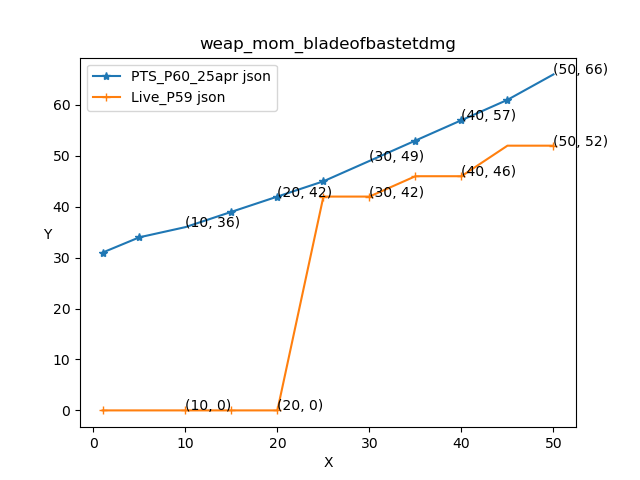 weap_mom_bladeofbastetdmg
PTS_P60_25apr json
Live_P59 json
(50, 66)
(40, 57)
(30, 49)
(20, 42)
(10, 36)
(50, 52)
(40, 46)
(30, 42)
(20, 0)
(10, 0)
Y
60
50
40
30
20
10
0
0 10 20 30 40 50
X